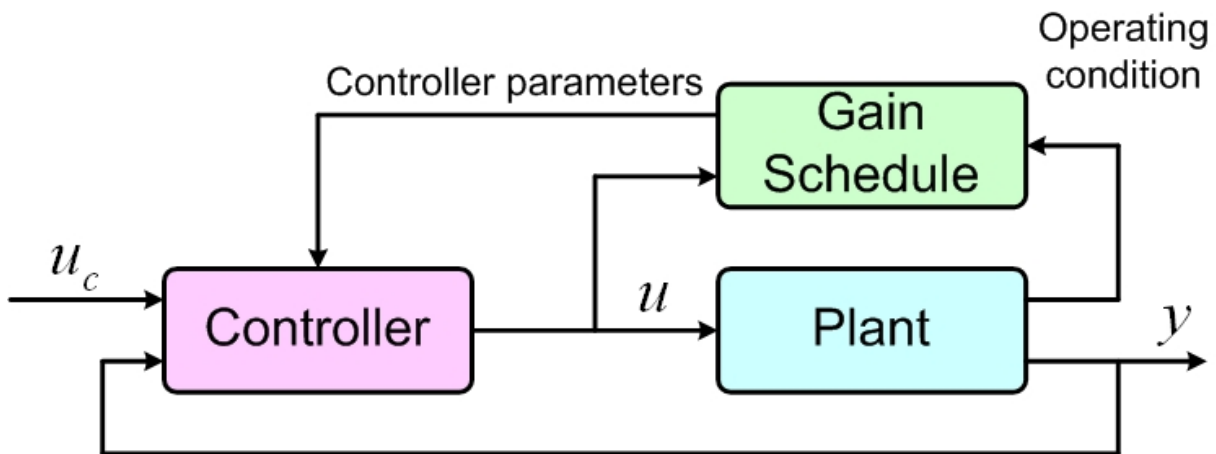 Operating
condition
Controller parameters
Gain
Schedule
u_c
Controller
u
Plant
y